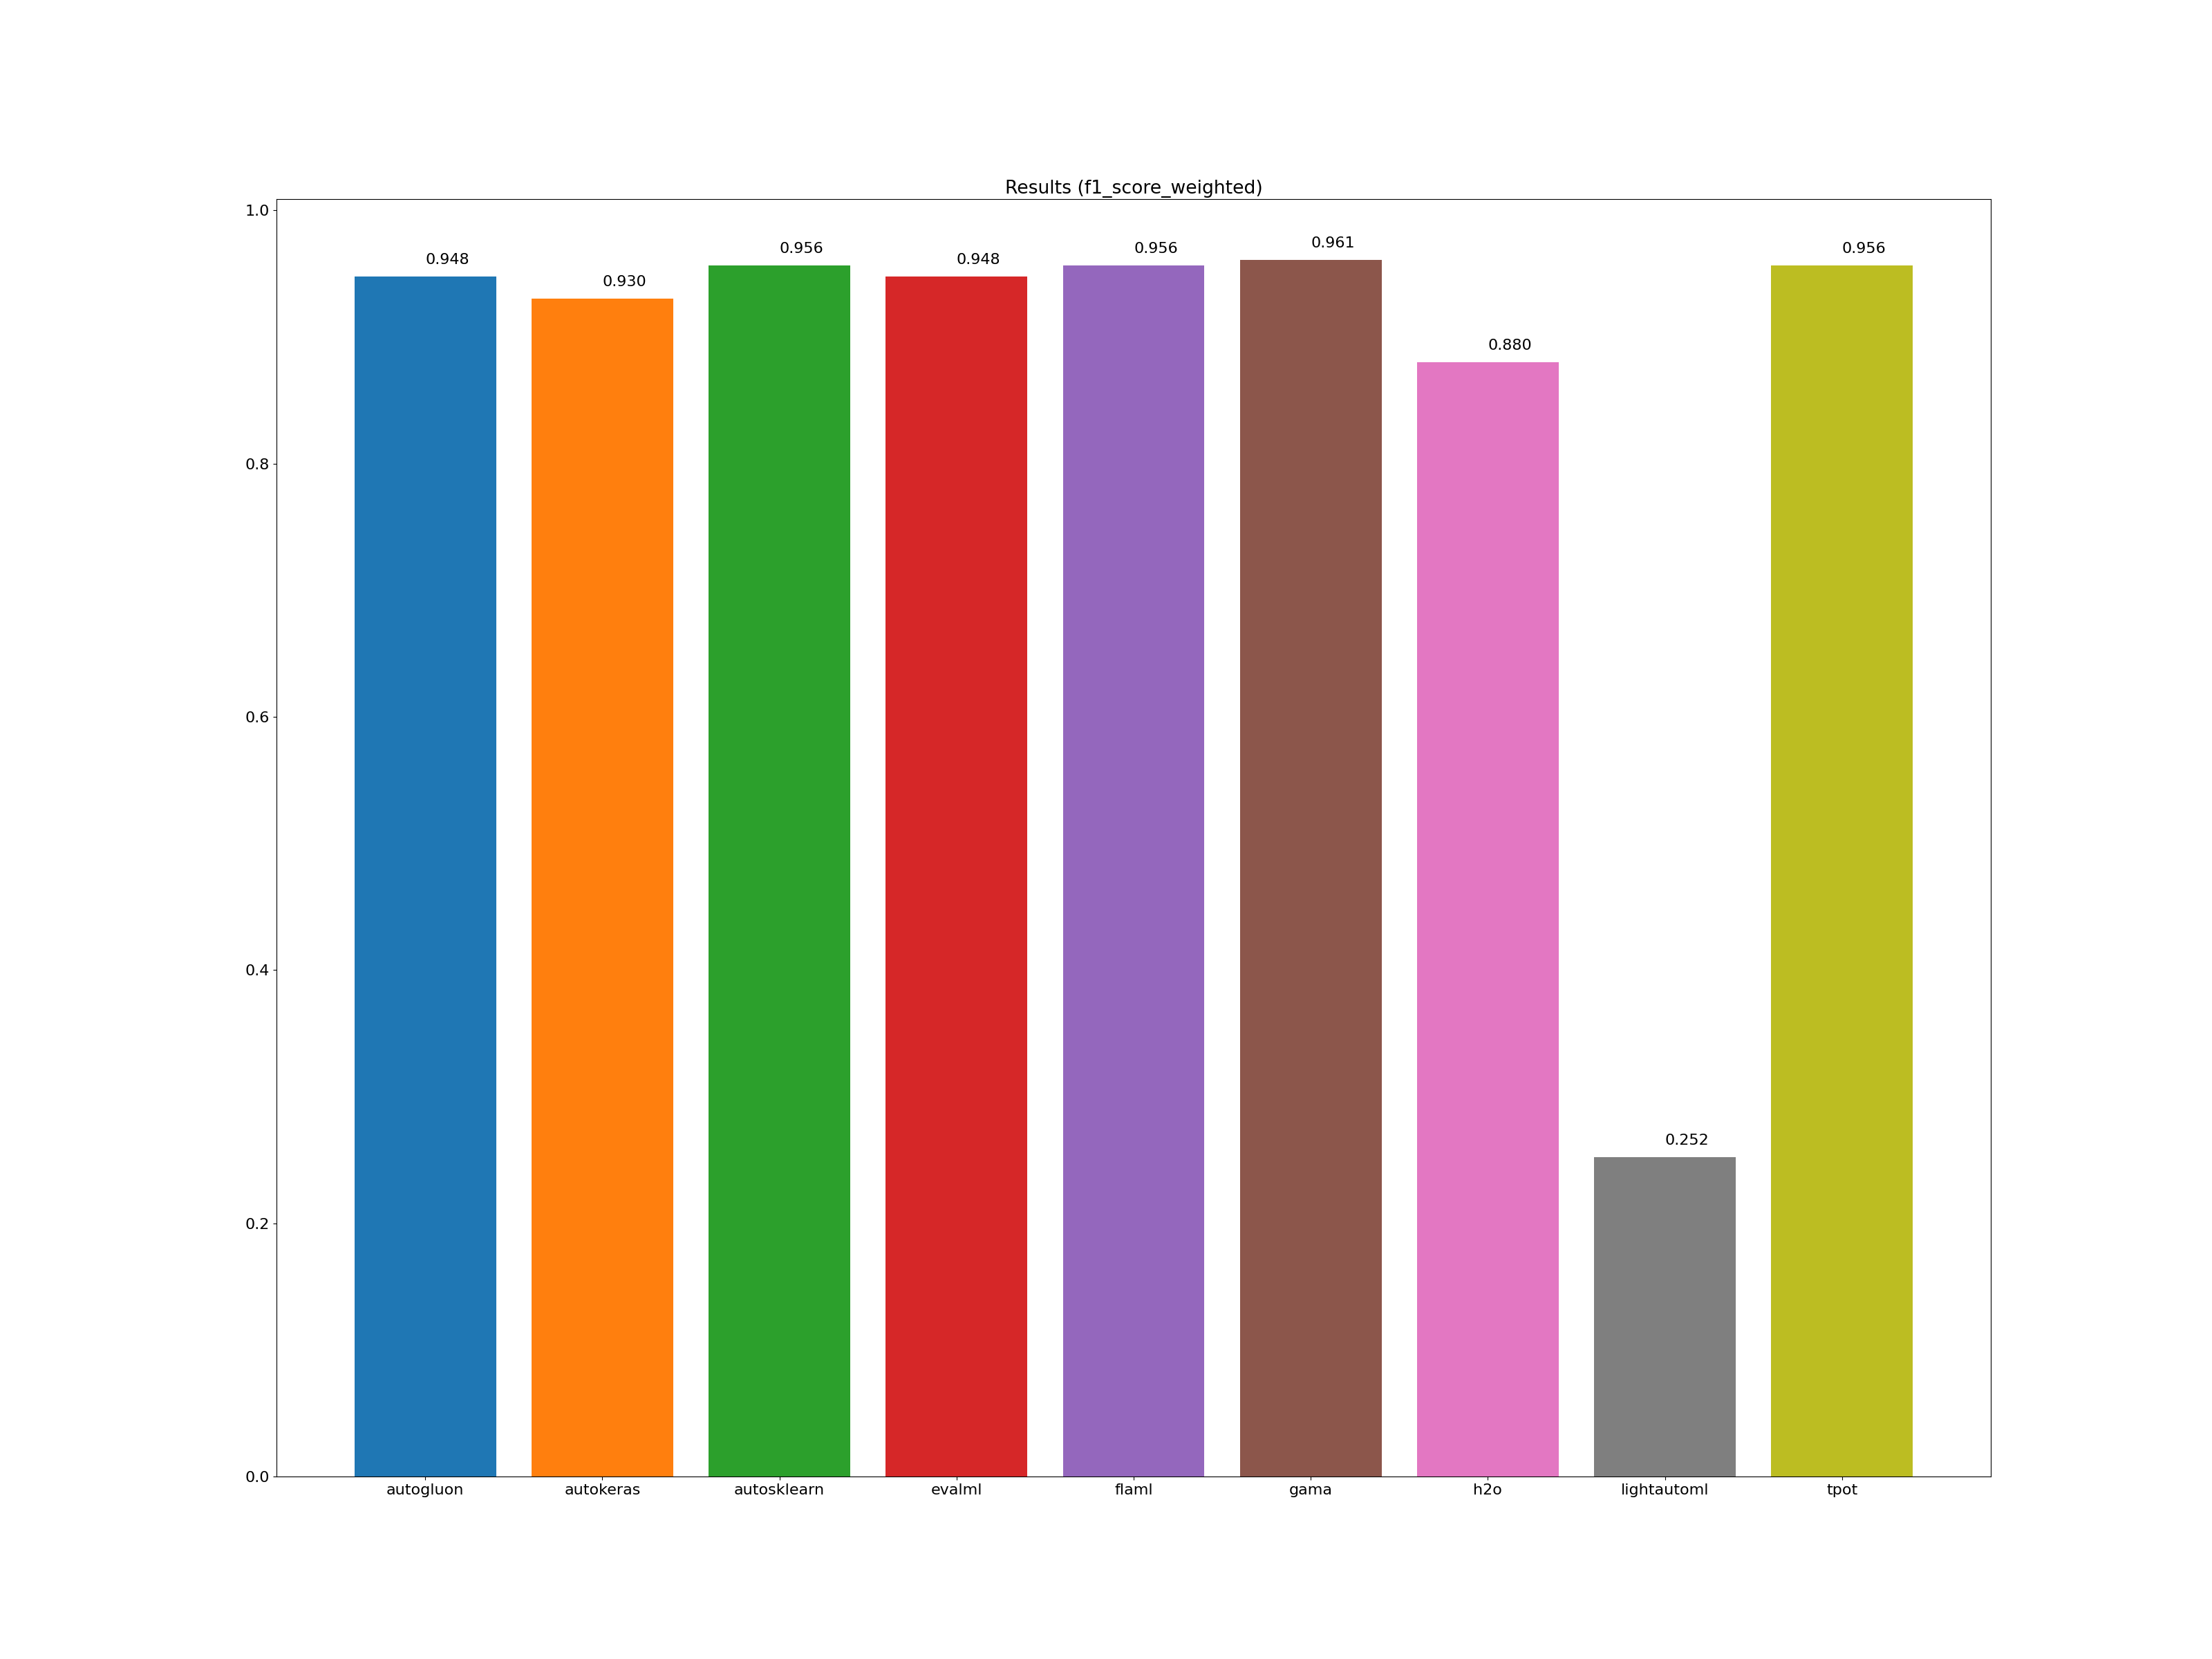 Results (f1_score_weighted)
1.0
0.8
0.6
0.4
0.2
0.0
0.948
0.930
0.956
0.948
0.956
0.961
0.880
0.252
0.956
autogluon
autokeras
autosklearn
evalml
flaml
gama
h2o
lightautoml
tpot